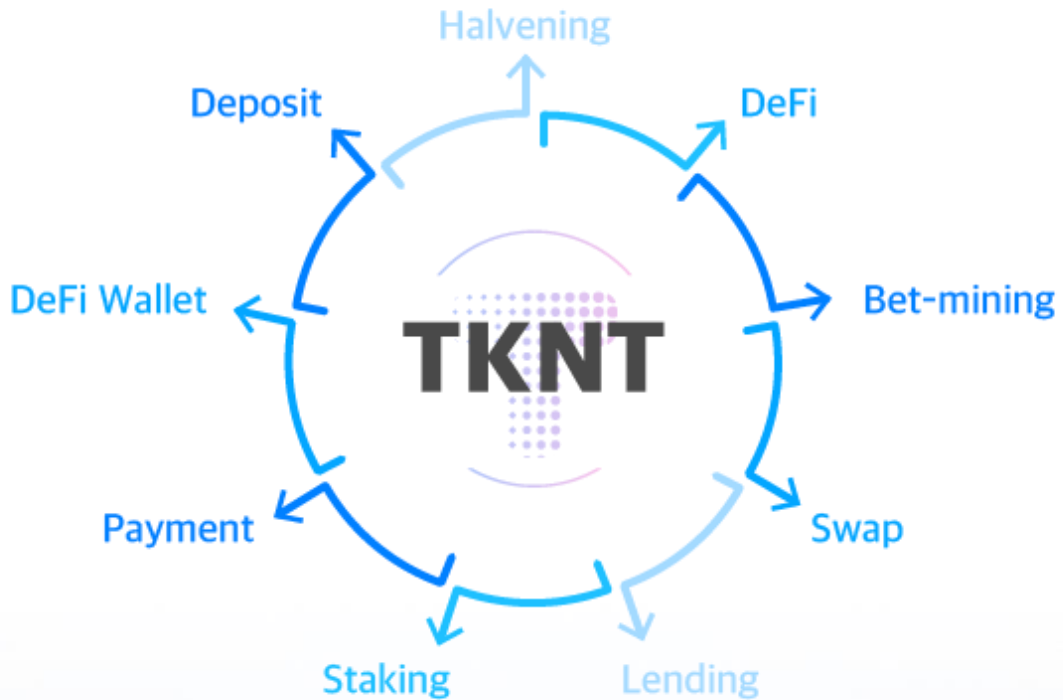 Halvening
Deposit
DeFi
DeFi Wallet
Bet-mining
TKNT
Payment
Swap
Staking
Lending